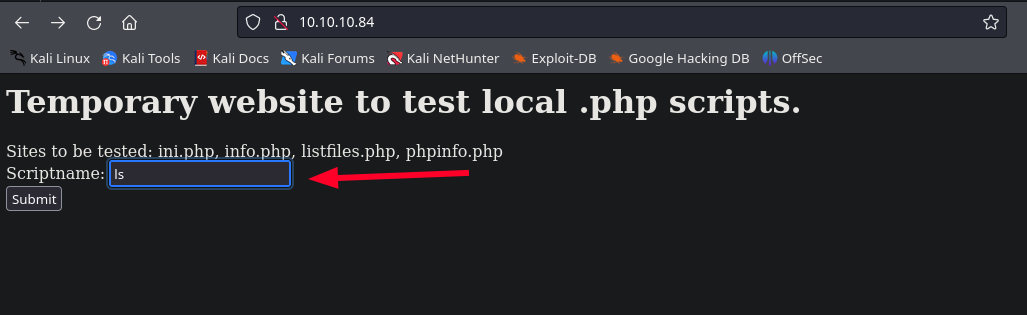 10.10.10.84
Kali Linux Kali Tools Kali Docs Kali Forums Kali NetHunter Exploit-DB Google Hacking DB OffSec
Temporary website to test local .php scripts.
Sites to be tested: ini.php, info.php, listfiles.php, phpinfo.php
Scriptname: ls
Submit